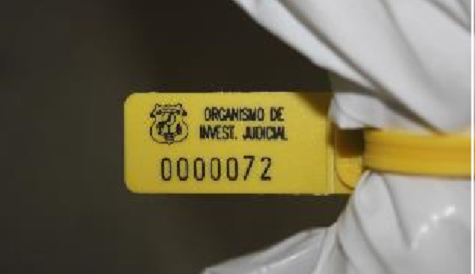 ORGANISMO DE
INVEST. JUDICIAL
0000072